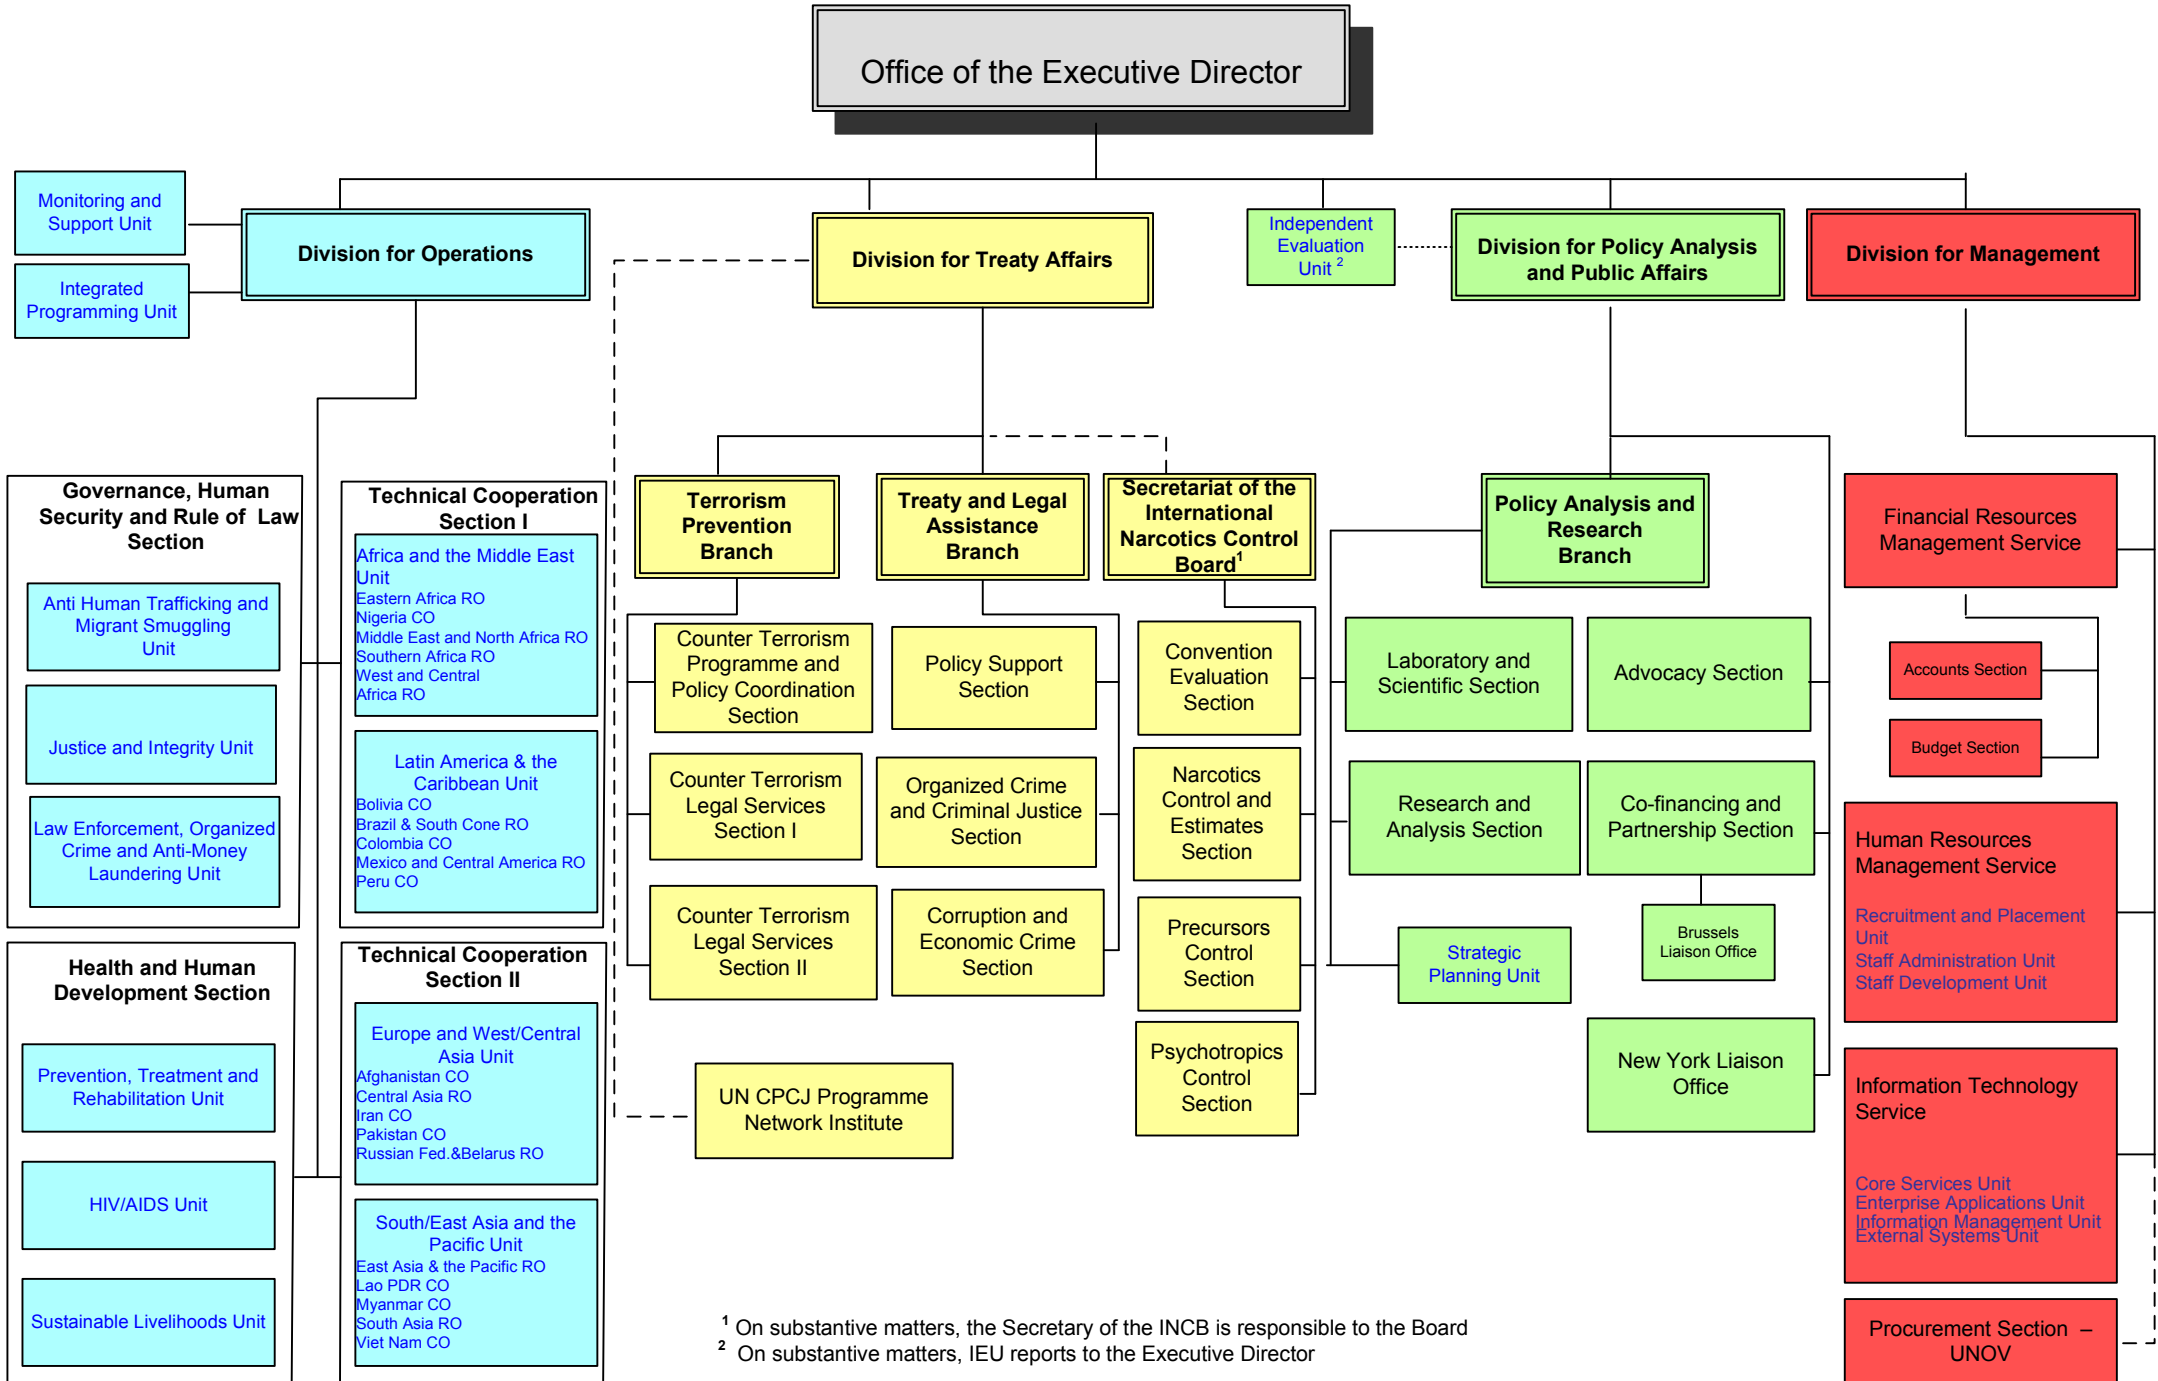 Office of the Executive Director
Monitoring and
Support Unit
Integrated
Programming Unit
Division for Operations
Division for Treaty Affairs
Independent
Evaluation
Unit 2
Division for Policy Analysis
and Public Affairs
Division for Management
Governance, Human
Security and Rule of Law
Section
Anti Human Trafficking and
Migrant Smuggling
Unit
Justice and Integrity Unit
Law Enforcement, Organized
Crime and Anti-Money
Laundering Unit
Health and Human
Development Section
Prevention, Treatment and
Rehabilitation Unit
HIV/AIDS Unit
Sustainable Livelihoods Unit
Technical Cooperation
Section I
Africa and the Middle East
Unit
Eastern Africa RO
Nigeria CO
Middle East and North Africa RO
Southern Africa RO
West and Central
Africa RO
Latin America & the
Caribbean Unit
Bolivia CO
Brazil & South Cone RO
Colombia CO
Mexico and Central America RO
Peru CO
Technical Cooperation
Section II
Europe and West/Central
Asia Unit
Afghanistan CO
Central Asia RO
Iran CO
Pakistan CO
Russian Fed.&Belarus RO
South/East Asia and the
Pacific Unit
East Asia & the Pacific RO
Lao PDR CO
Myanmar CO
South Asia RO
Viet Nam CO
Terrorism
Prevention
Branch
Counter Terrorism
Programme and
Policy Coordination
Section
Counter Terrorism
Legal Services
Section I
Counter Terrorism
Legal Services
Section II
UN CPCJ Programme
Network Institute
Treaty and Legal
Assistance
Branch
Policy Support
Section
Organized Crime
and Criminal Justice
Section
Corruption and
Economic Crime
Section
Secretariat of the
International
Narcotics Control
Board1
Convention
Evaluation
Section
Narcotics
Control and
Estimates
Section
Precursors
Control
Section
Psychotropics
Control
Section
Policy Analysis and
Research
Branch
Laboratory and
Scientific Section
Research and
Analysis Section
Strategic
Planning Unit
Advocacy Section
Co-financing and
Partnership Section
Brussels
Liaison Office
New York Liaison
Office
Financial Resources
Management Service
Accounts Section
Budget Section
Human Resources
Management Service
Recruitment and Placement
Unit
Staff Administration Unit
Staff Development Unit
Information Technology
Service
Core Services Unit
Enterprise Applications Unit
Information Management Unit
External Systems Unit
Procurement Section –
UNOV
1 On substantive matters, the Secretary of the INCB is responsible to the Board
2 On substantive matters, IEU reports to the Executive Director